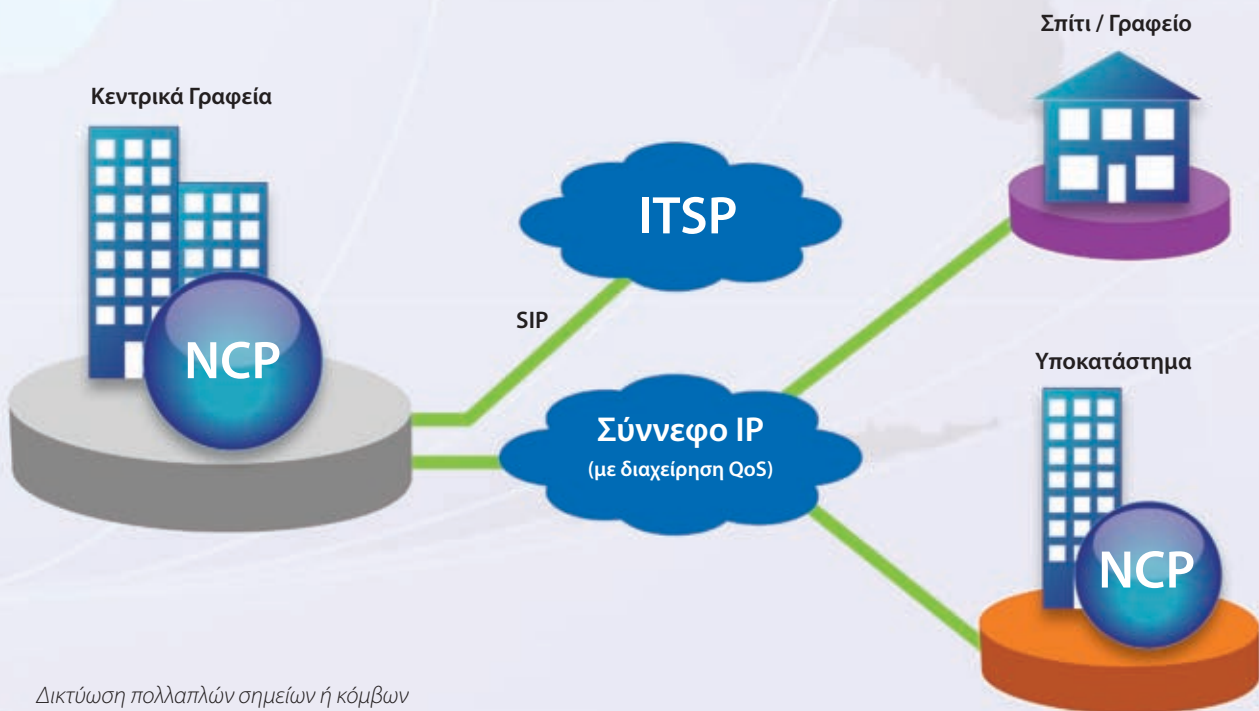 Σπίτι / Γραφείο
Κεντρικά Γραφεία
ITSP
SIP
NCP
Υποκατάστημα
Σύννεφο IP
(με διαχείρηση QoS)
NCP
Δικτύωση πολλαπλών σημείων ή κόμβων